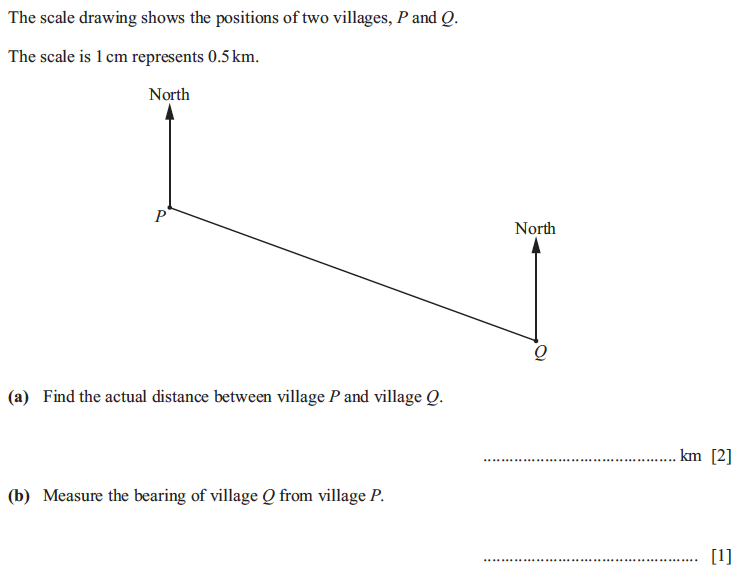 The scale drawing shows the positions of two villages, P and Q.
The scale is 1 cm represents 0.5 km.
North
P
North
Q
(a) Find the actual distance between village P and village Q.
............................................ km [2]
(b) Measure the bearing of village Q from village P.
................................................. [1]